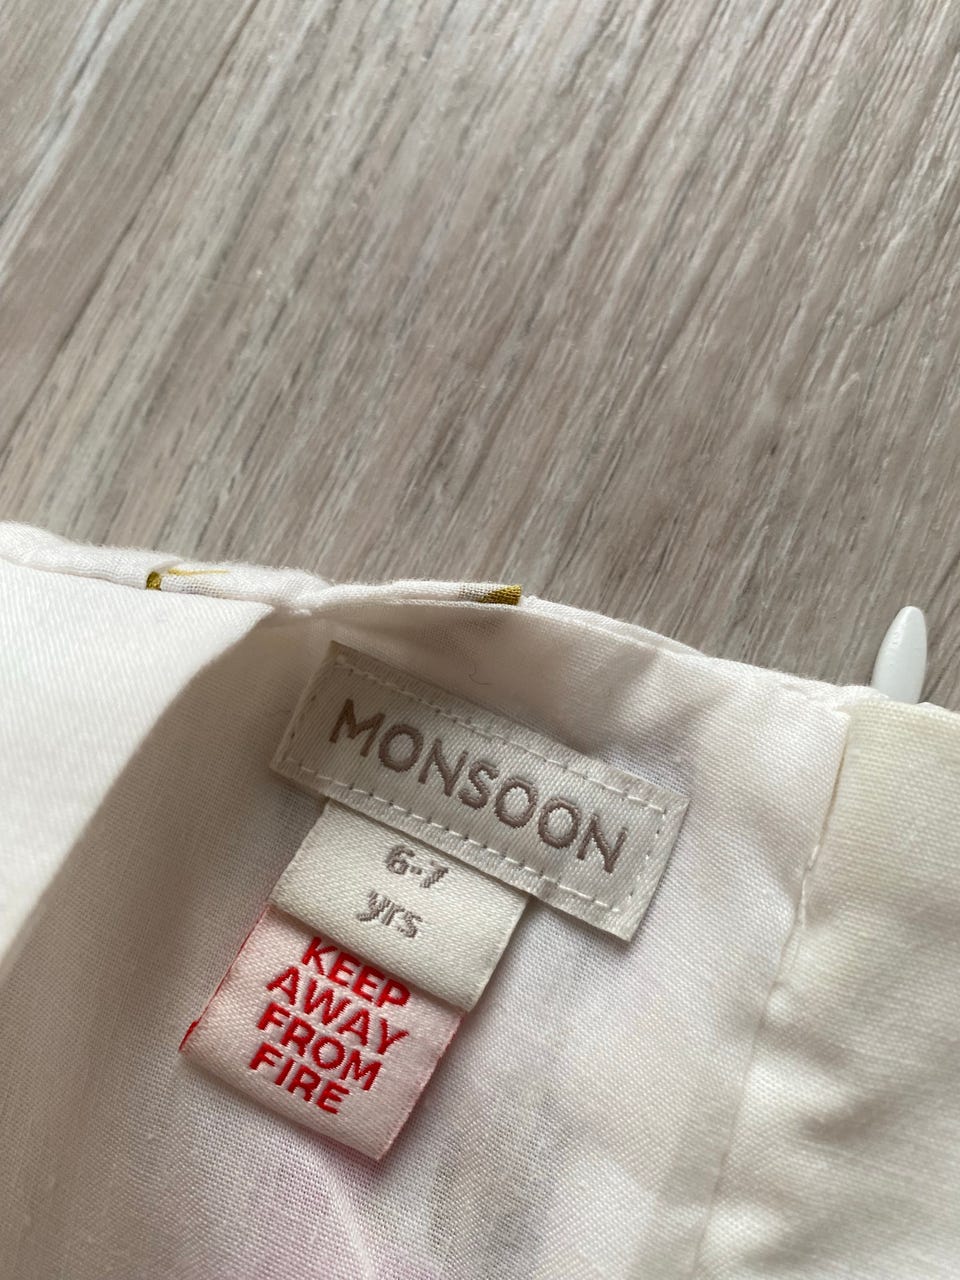 MONSOON
6-7
yrs
KEEP
AWAY
FROM
FIRE